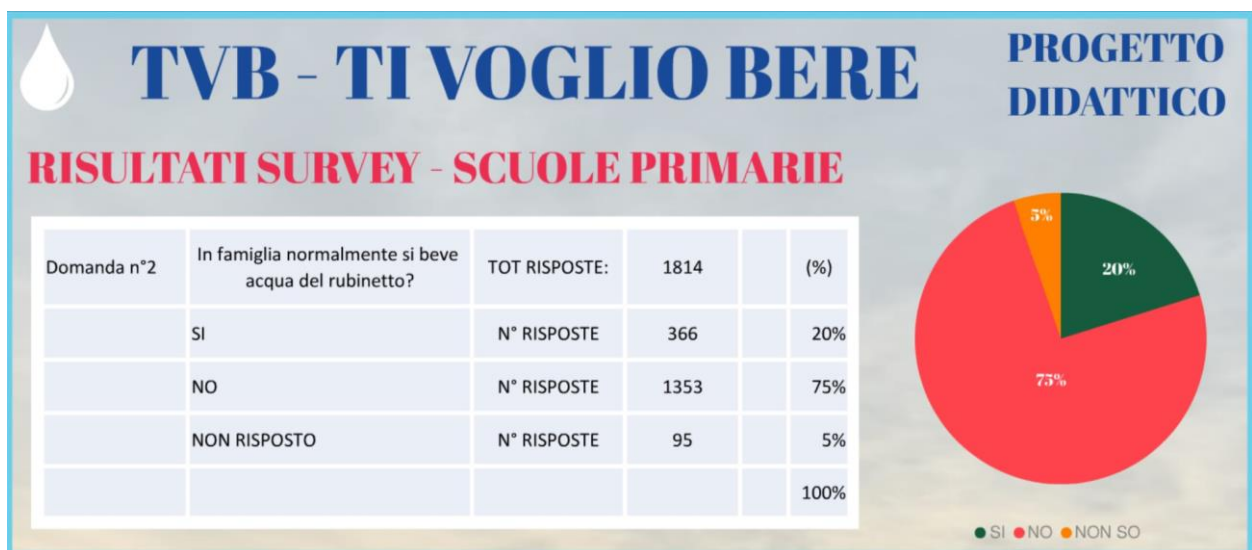 TVB - TI VOGLIO BERE
PROGETTO
DIDATTICO
RISULTATI SURVEY - SCUOLE PRIMARIE
Domanda n°2 In famiglia normalmente si beve
acqua del rubinetto? TOT RISPOSTE: 1814 (%)
SI N° RISPOSTE 366 20%
NO N° RISPOSTE 1353 75%
NON RISPOSTO N° RISPOSTE 95 5%
100%
5%
20%
75%
SI NO NON SO